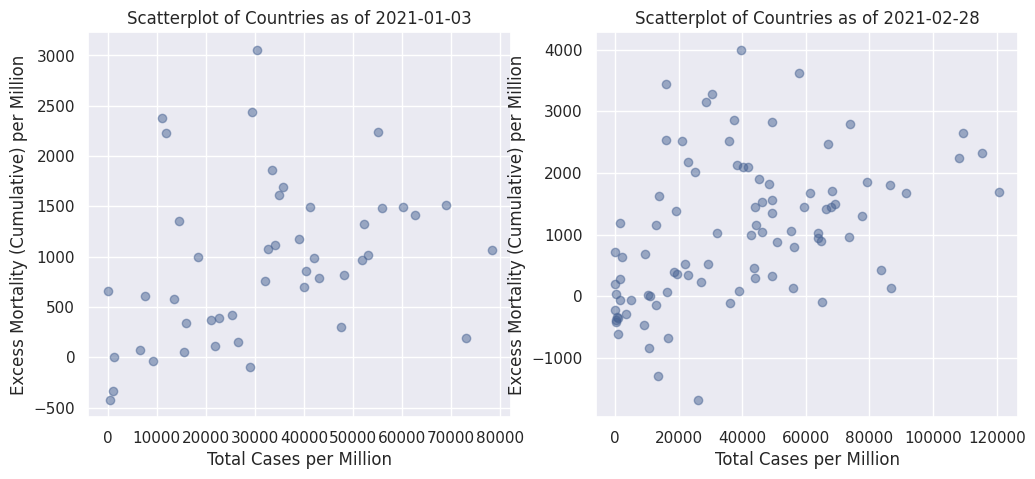 Scatterplot of Countries as of 2021-01-03
Excess Mortality (Cumulative) per Million
3000
2500
2000
1500
1000
500
0
−500
0 10000 20000 30000 40000 50000 60000 70000 80000
Total Cases per Million
Scatterplot of Countries as of 2021-02-28
Excess Mortality (Cumulative) per Million
4000
3000
2000
1000
0
−1000
0 20000 40000 60000 80000 100000 120000
Total Cases per Million